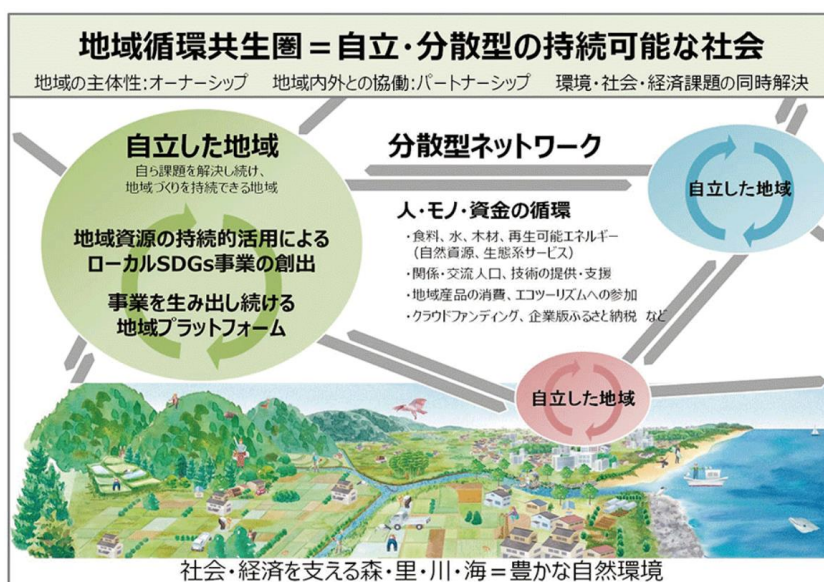 地域循環共生圏＝自立・分散型の持続可能な社会
地域の主体性：オーナーシップ　地域内外との協働：パートナーシップ　環境・社会・経済課題の同時解決
自立した地域
自ら課題を解決し続け、
地域づくりを持続できる地域
地域資源の持続的活用による
ローカルSDGs事業の創出
事業を生み出し続ける
地域プラットフォーム
分散型ネットワーク
人・モノ・資金の循環
・食料、水、木材、再生可能エネルギー
（自然資源、生態系サービス）
・関係・交流人口、技術の提供・支援
・地域産品の消費、エコツーリズムへの参加
・クラウドファンディング、企業版ふるさと納税 など
自立した地域
自立した地域
社会・経済を支える森・里・川・海＝豊かな自然環境